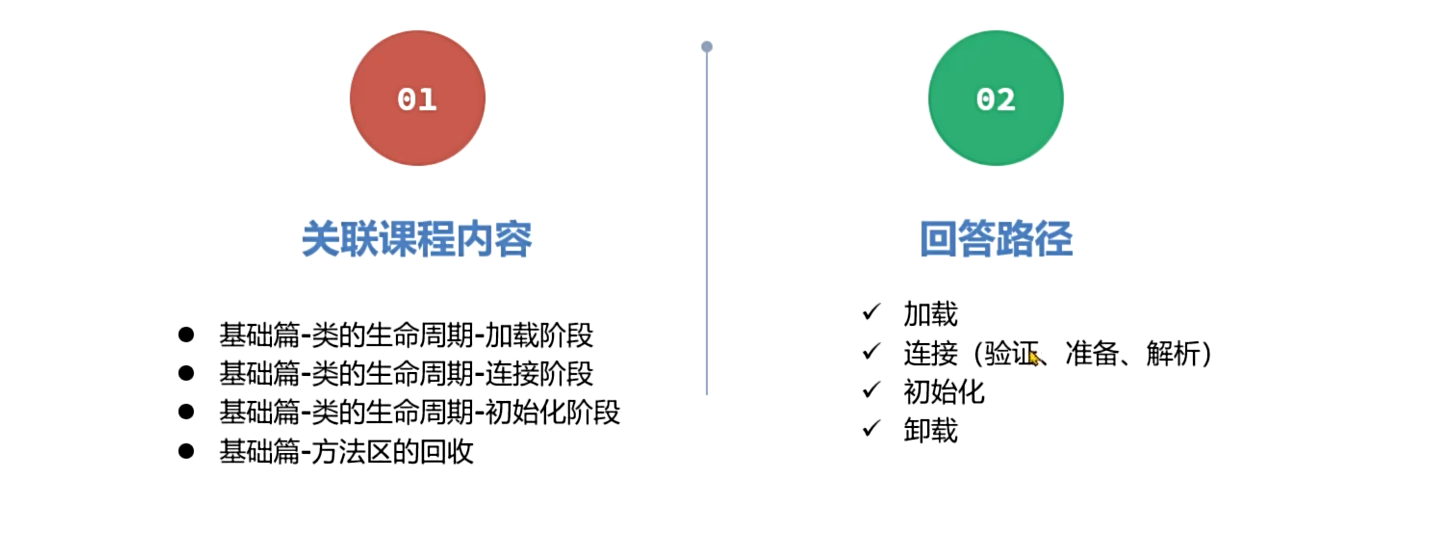 01
关联课程内容
● 基础篇-类的生命周期-加载阶段
● 基础篇-类的生命周期-连接阶段
● 基础篇-类的生命周期-初始化阶段
● 基础篇-方法区的回收
02
回答路径
✓ 加载
✓ 连接（验证、准备、解析）
✓ 初始化
✓ 卸载